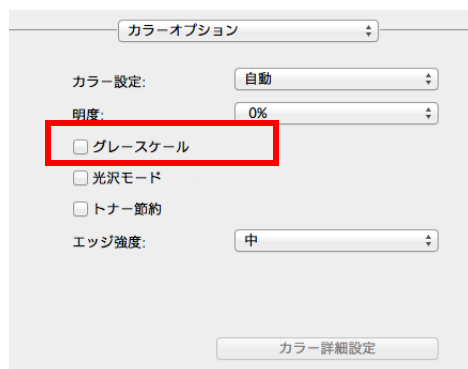 カラーオプション
カラー設定: 自動
明度: 0%
グレースケール
光沢モード
トナー節約
エッジ強度: 中
カラー詳細設定